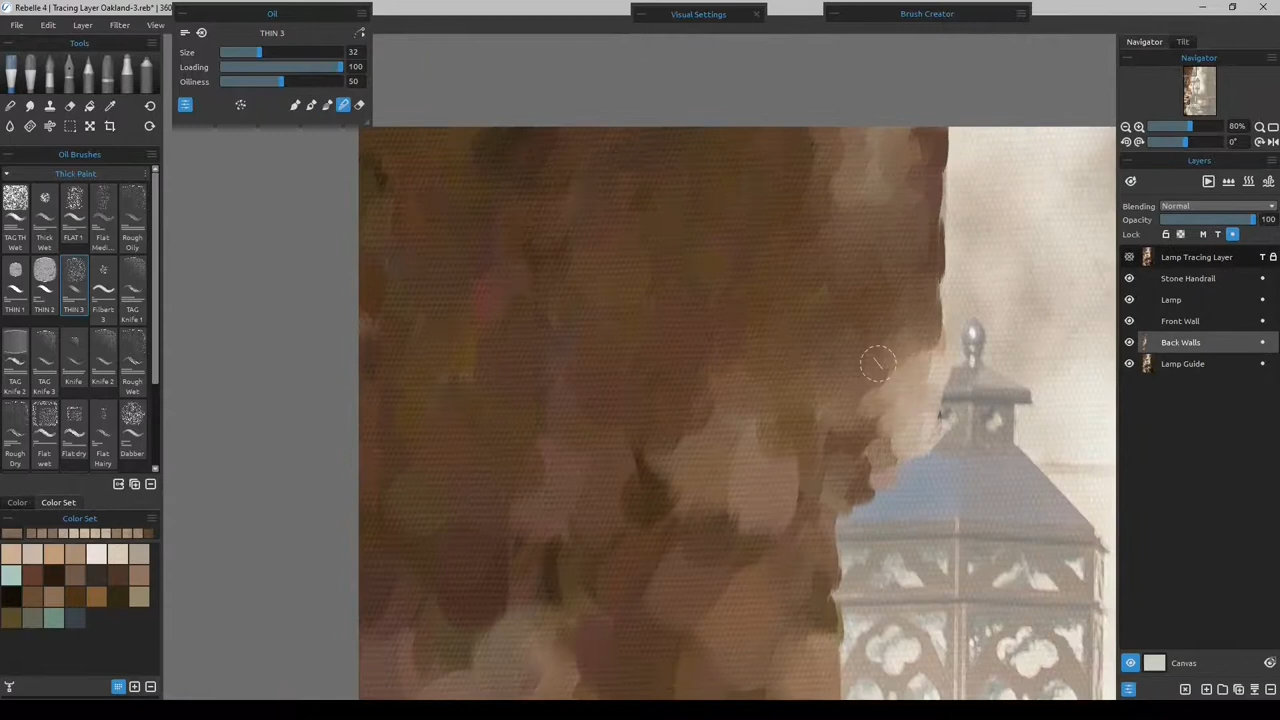 Rebelle 4 | Tracing Layer Oakland-3.reb* | 360
File Edit Layer Filter View
Oil
Visual Settings
Brush Creator
THIN 3
Size 32
Loading 100
Oiliness 50
Tools
Oil Brushes
Thick Paint
TAG TH Wet
Thick Wet
FLAT 1
Flat Medi...
Rough Oily
THIN 1
THIN 2
THIN 3
Filbert 3
TAG Knife 1
TAG Knife 2
TAG Knife 3
Knife
Knife 2
Rough Wet
Rough Dry
Flat wet
Flat dry
Flat Hairy
Dabber
Color Color Set
Color Set
Navigator Tilt
Navigator
80%
0°
Layers
Blending Normal
Opacity 100
Lock M T
Lamp Tracing Layer T
Stone Handrail
Lamp
Front Wall
Back Walls
Lamp Guide
Canvas